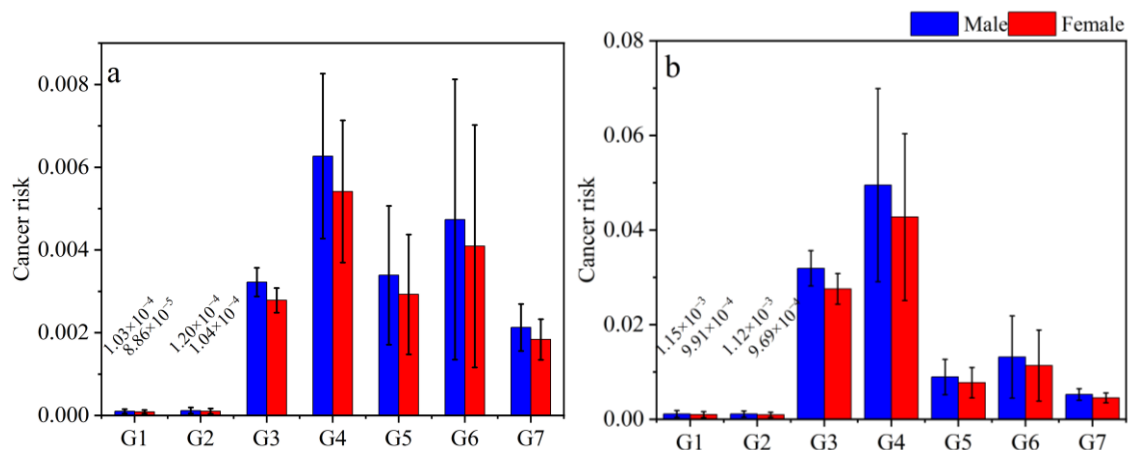 Male Female
a
Cancer risk
0.008
0.006
0.004
0.002
0.000
1.03×10⁻⁴
8.86×10⁻⁵
1.20×10⁻⁴
1.04×10⁻⁴
G1 G2 G3 G4 G5 G6 G7
b
Cancer risk
0.08
0.06
0.04
0.02
0.00
1.15×10⁻³
9.91×10⁻⁴
1.12×10⁻³
9.69×10⁻⁴
G1 G2 G3 G4 G5 G6 G7